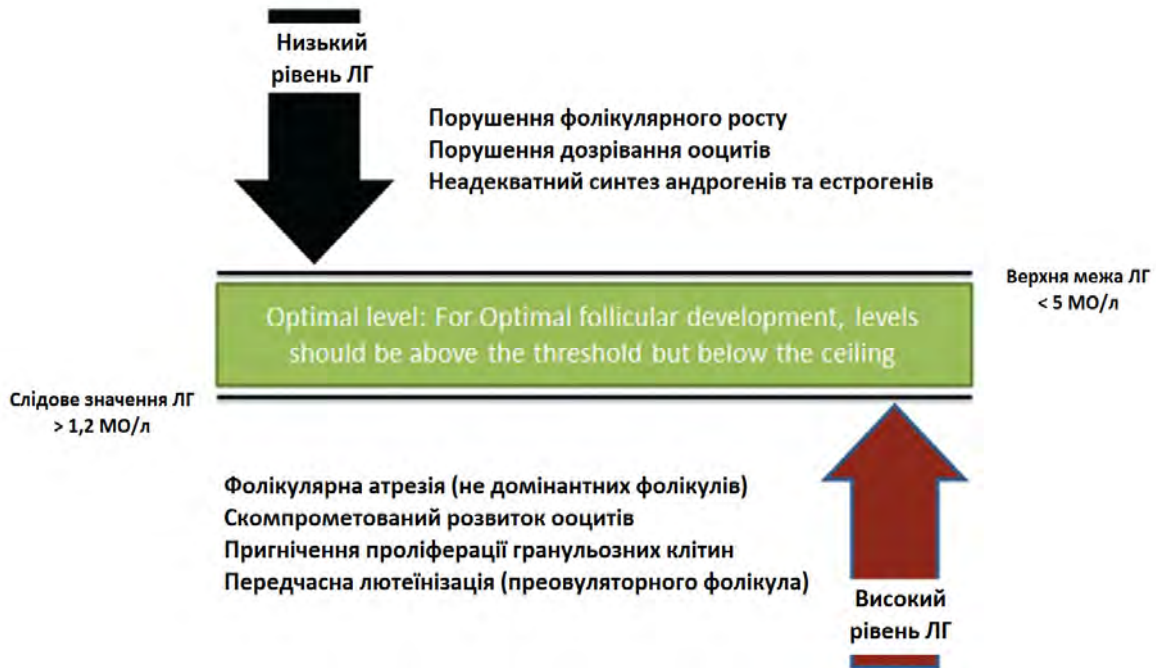 Низький
рівень ЛГ
Порушення фолікулярного росту
Порушення дозрівання ооцитів
Неадекватний синтез андрогенів та естрогенів
Верхня межа ЛГ
< 5 МО/л
Optimal level: For Optimal follicular development, levels
should be above the threshold but below the ceiling
Слідове значення ЛГ
> 1,2 МО/л
Фолікулярна атрезія (не домінантних фолікулів)
Скомпрометований розвиток ооцитів
Пригнічення проліферації гранульозних клітин
Передчасна лютеїнізація (преовуляторного фолікула)
Високий
рівень ЛГ